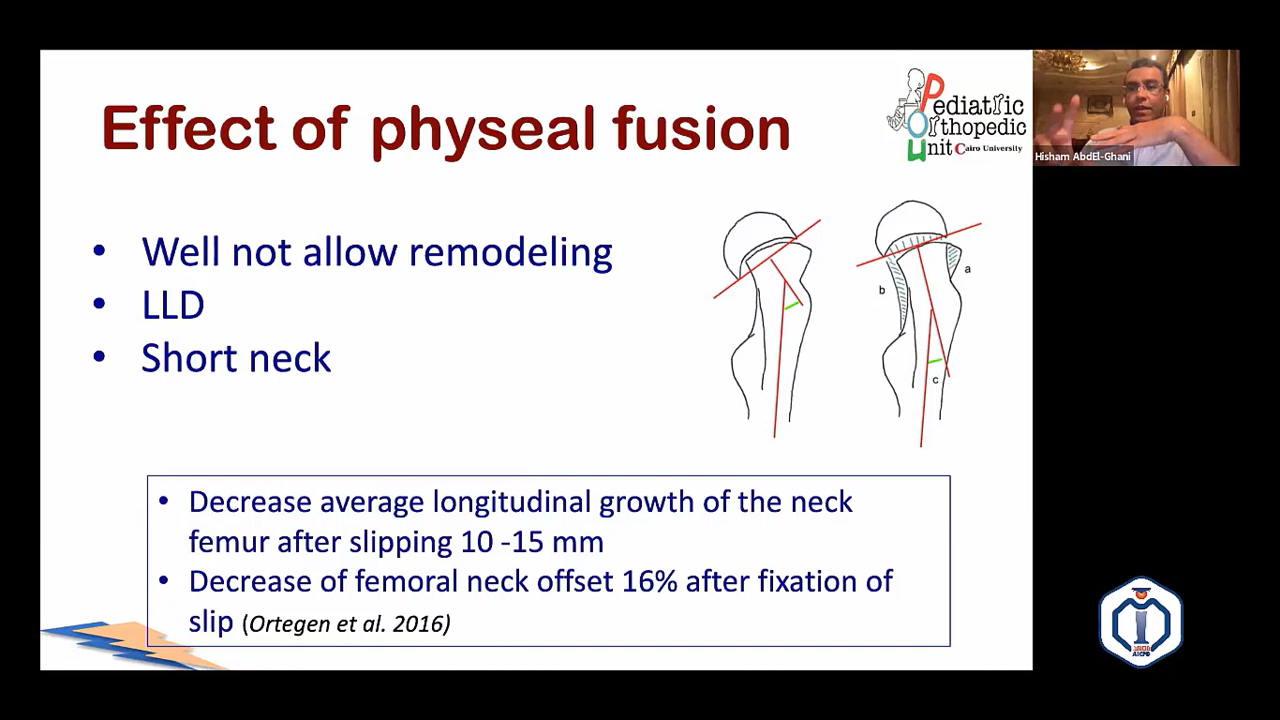 Effect of physeal fusion
Pediatric
Orthopedic
Unit Cairo University
Hisham AbdEl-Ghani
• Well not allow remodeling
• LLD
• Short neck
a
b
c
• Decrease average longitudinal growth of the neck
femur after slipping 10 -15 mm
• Decrease of femoral neck offset 16% after fixation of
slip (Ortegen et al. 2016)